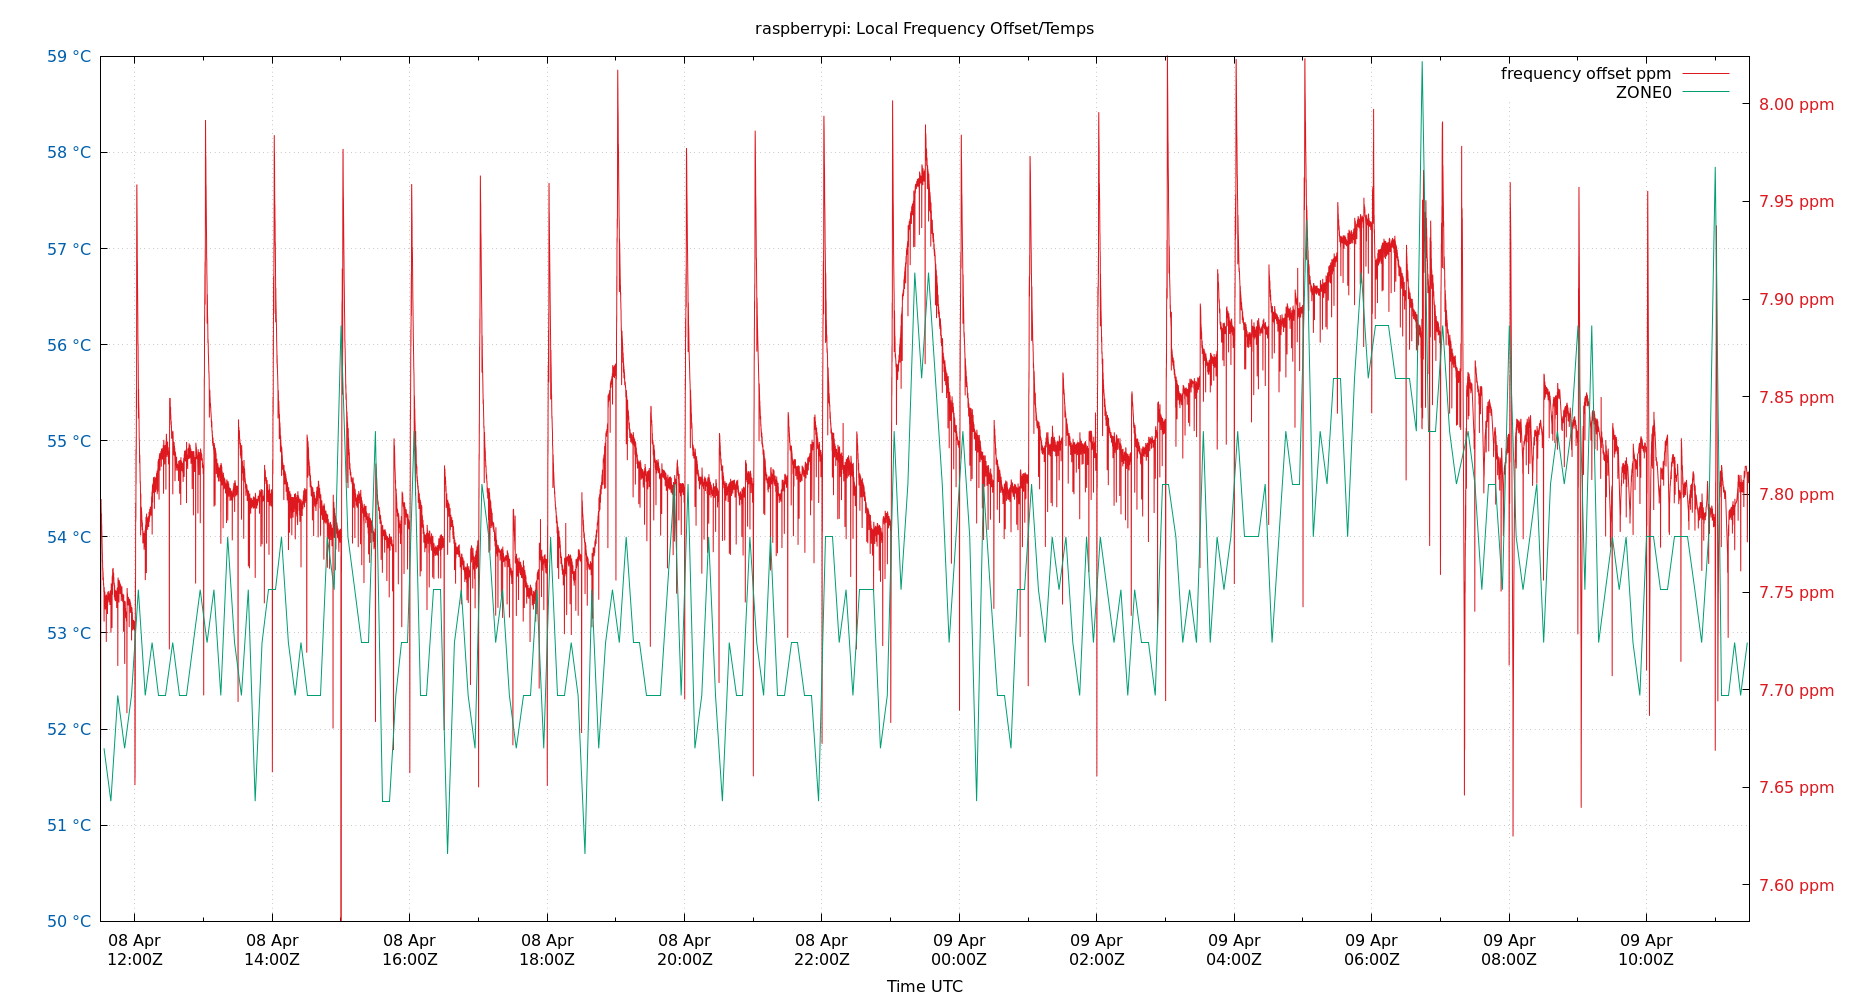 raspberrypi: Local Frequency Offset/Temps
59 °C
58 °C
57 °C
56 °C
55 °C
54 °C
53 °C
52 °C
51 °C
50 °C
frequency offset ppm
ZONE0
8.00 ppm
7.95 ppm
7.90 ppm
7.85 ppm
7.80 ppm
7.75 ppm
7.70 ppm
7.65 ppm
7.60 ppm
08 Apr 08 Apr 08 Apr 08 Apr 08 Apr 08 Apr 09 Apr 09 Apr 09 Apr 09 Apr 09 Apr 09 Apr
12:00Z 14:00Z 16:00Z 18:00Z 20:00Z 22:00Z 00:00Z 02:00Z 04:00Z 06:00Z 08:00Z 10:00Z
Time UTC